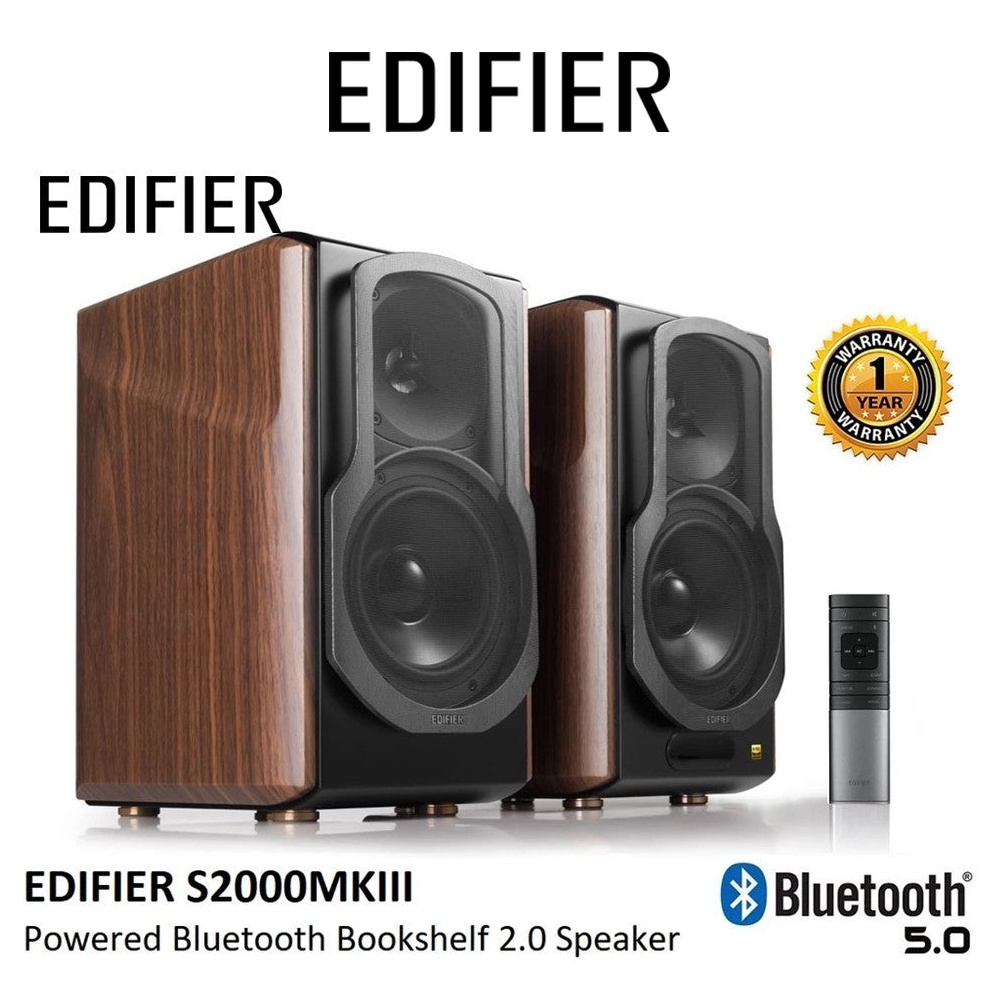 EDIFIER
EDIFIER
WARRANTY
1
YEAR
WARRANTY
EDIFIER
EDIFIER
EDIFIER
EDIFIER S2000MKIII
Powered Bluetooth Bookshelf 2.0 Speaker
Bluetooth®
5.0